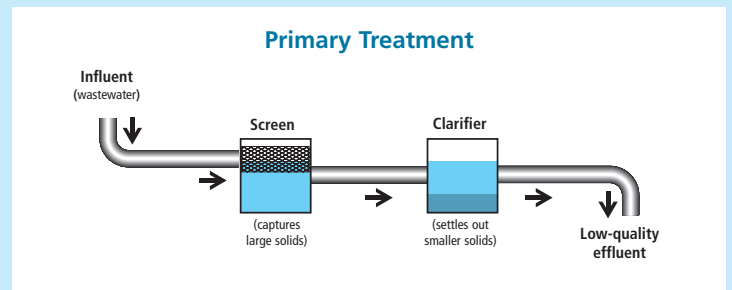 Primary Treatment
Influent
(wastewater)
Screen
Clarifier
(captures
large solids)
(settles out
smaller solids)
Low-quality
effluent